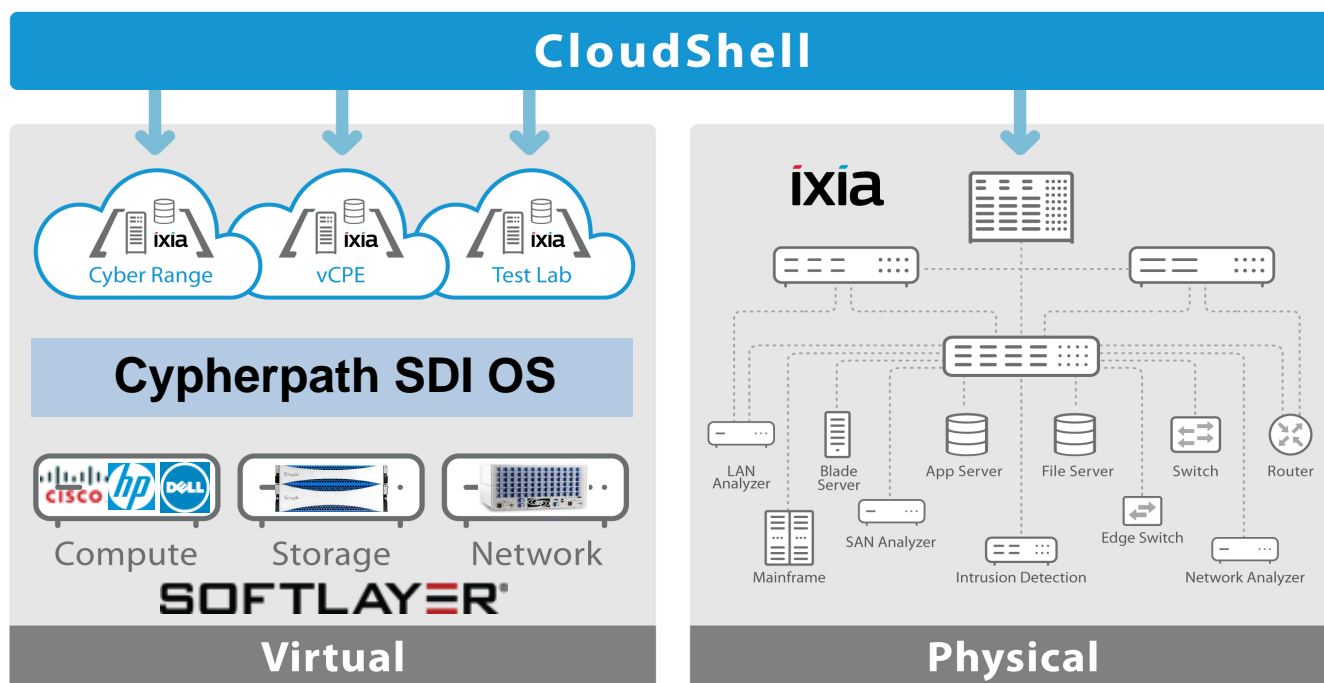 CloudShell
ixia
ixia
ixia
Cyber Range
vCPE
Test Lab
Cypherpath SDI OS
CISCO
hp
DELL
Compute
Storage
Network
SOFTLAYER®
Virtual
ixia
LAN
Analyzer
Blade
Server
App Server
File Server
Switch
Router
Mainframe
SAN Analyzer
Intrusion Detection
Edge Switch
Network Analyzer
Physical